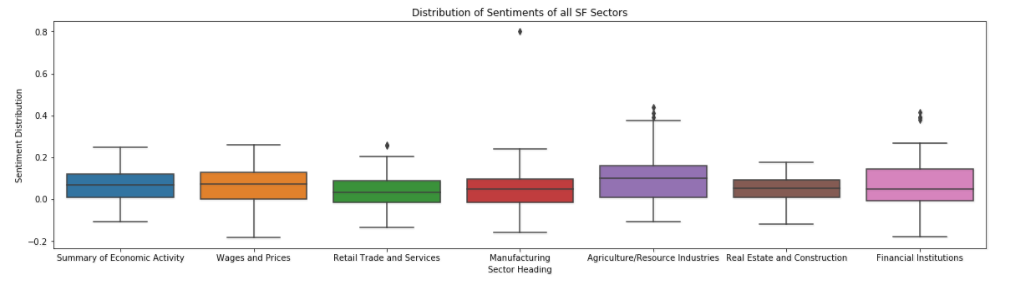 Distribution of Sentiments of all SF Sectors
Sentiment Distribution
0.8
0.6
0.4
0.2
0.0
−0.2
Summary of Economic Activity Wages and Prices Retail Trade and Services Manufacturing Agriculture/Resource Industries Real Estate and Construction Financial Institutions
Sector Heading